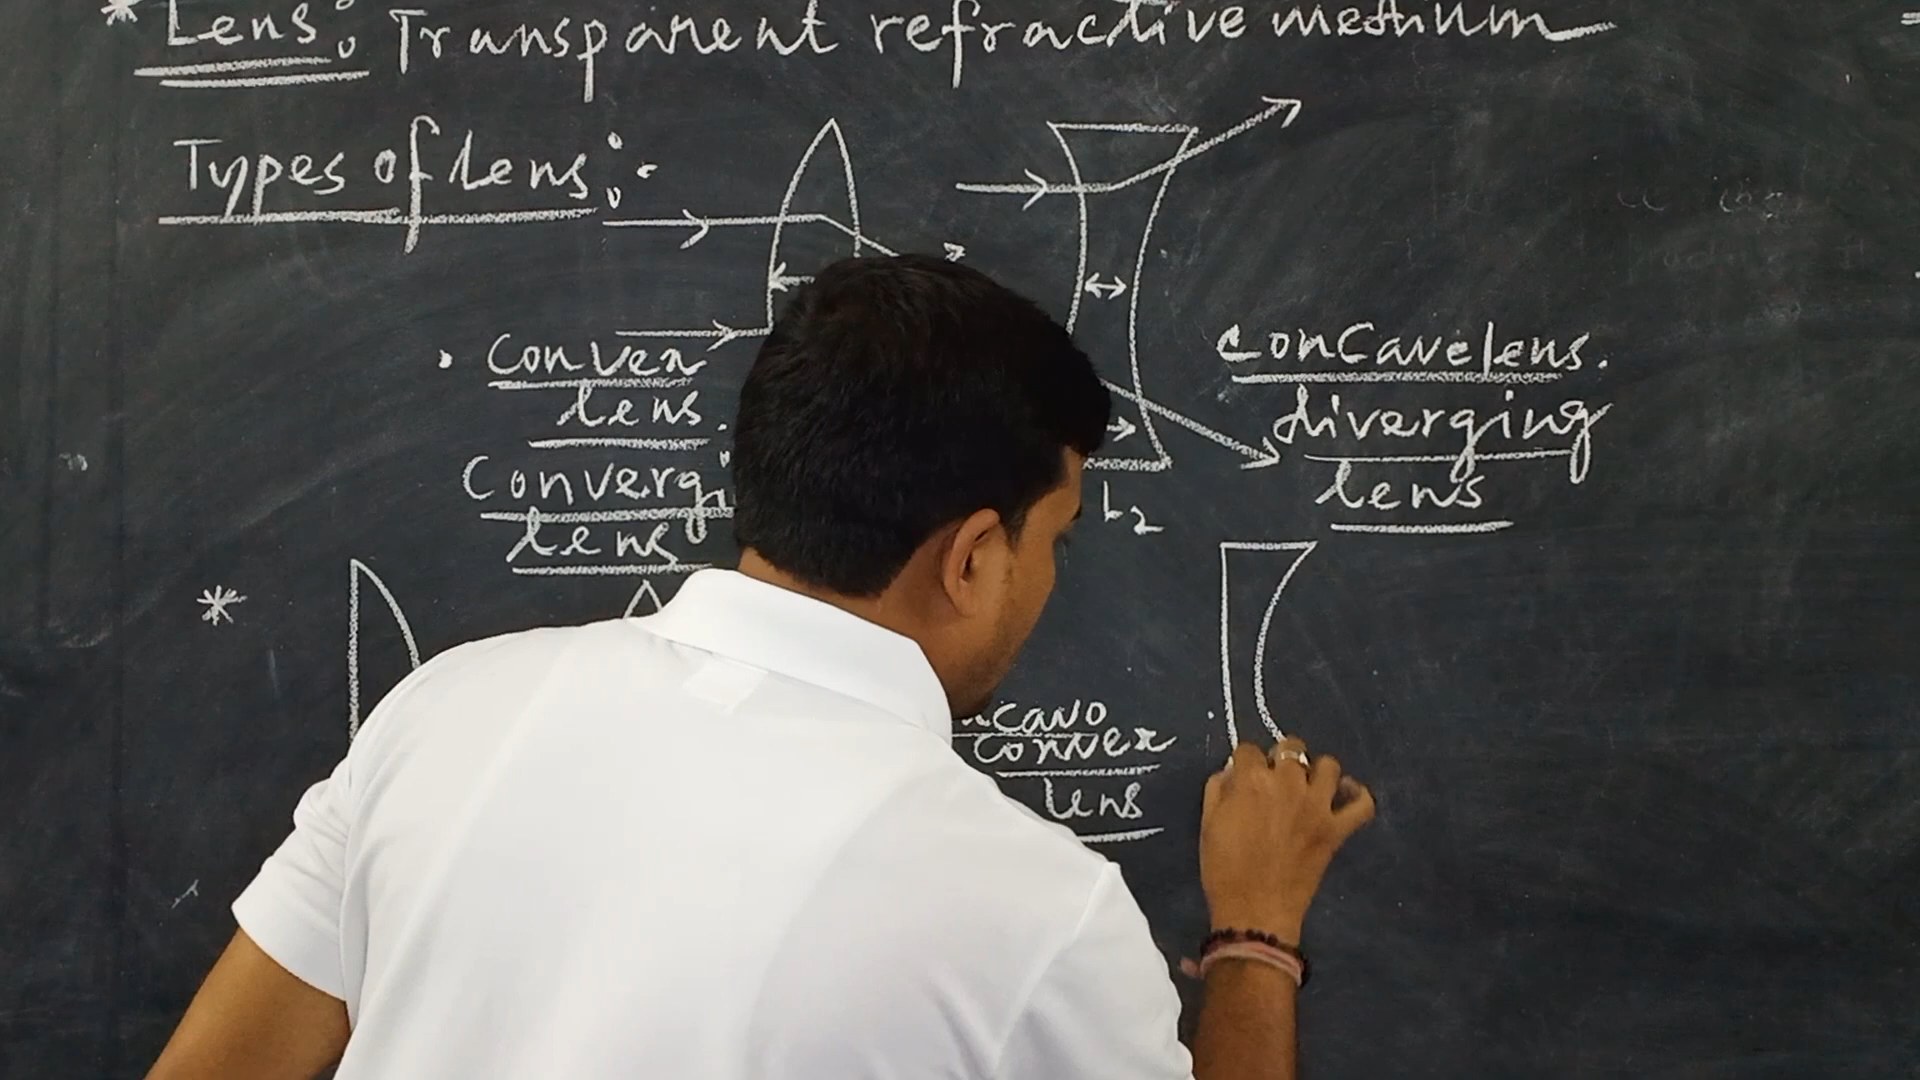 * Lens: Transparent refractive medium
Types of lens:-
. Convex
lens.
Converg
lens
concave lens.
diverging
lens
L2
*
convex
lens